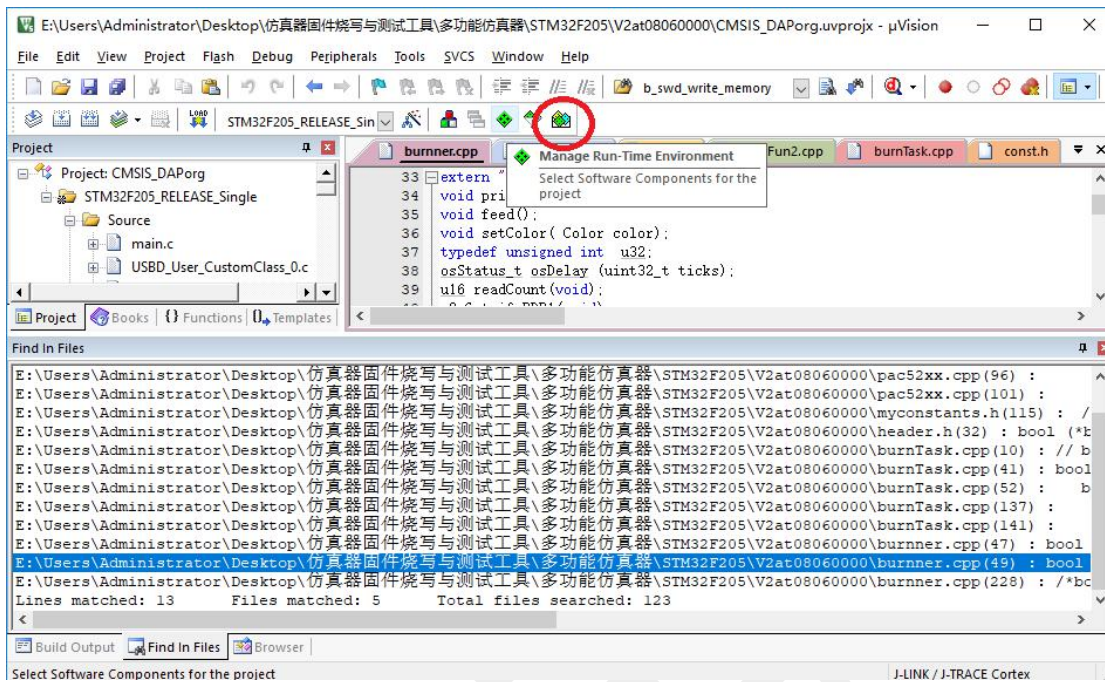 E:\Users\Administrator\Desktop\仿真器固件烧写与测试工具\多功能仿真器\STM32F205\V2at08060000\CMSIS_DAPorg.uvprojx - µVision
File Edit View Project Flash Debug Peripherals Tools SVCS Window Help
b_swd_write_memory
LOAD STM32F205_RELEASE_Sin
Project
burnner.cpp Fun2.cpp burnTask.cpp const.h
Manage Run-Time Environment
Select Software Components for the
project
Project: CMSIS_DAPorg
STM32F205_RELEASE_Single
Source
main.c
USBD_User_CustomClass_0.c
33 extern "
34 void pri
35 void feed();
36 void setColor( Color color);
37 typedef unsigned int u32;
38 osStatus_t osDelay (uint32_t ticks);
39 u16 readCount(void);
Project Books {} Functions Templates
Find In Files
E:\Users\Administrator\Desktop\仿真器固件烧写与测试工具\多功能仿真器\STM32F205\V2at08060000\pac52xx.cpp(96) :
E:\Users\Administrator\Desktop\仿真器固件烧写与测试工具\多功能仿真器\STM32F205\V2at08060000\pac52xx.cpp(101) :
E:\Users\Administrator\Desktop\仿真器固件烧写与测试工具\多功能仿真器\STM32F205\V2at08060000\myconstants.h(115) : /
E:\Users\Administrator\Desktop\仿真器固件烧写与测试工具\多功能仿真器\STM32F205\V2at08060000\header.h(32) : bool (*b
E:\Users\Administrator\Desktop\仿真器固件烧写与测试工具\多功能仿真器\STM32F205\V2at08060000\burnTask.cpp(10) : // b
E:\Users\Administrator\Desktop\仿真器固件烧写与测试工具\多功能仿真器\STM32F205\V2at08060000\burnTask.cpp(41) : bool
E:\Users\Administrator\Desktop\仿真器固件烧写与测试工具\多功能仿真器\STM32F205\V2at08060000\burnTask.cpp(52) : b
E:\Users\Administrator\Desktop\仿真器固件烧写与测试工具\多功能仿真器\STM32F205\V2at08060000\burnTask.cpp(137) :
E:\Users\Administrator\Desktop\仿真器固件烧写与测试工具\多功能仿真器\STM32F205\V2at08060000\burnTask.cpp(141) :
E:\Users\Administrator\Desktop\仿真器固件烧写与测试工具\多功能仿真器\STM32F205\V2at08060000\burnner.cpp(47) : bool
E:\Users\Administrator\Desktop\仿真器固件烧写与测试工具\多功能仿真器\STM32F205\V2at08060000\burnner.cpp(49) : bool
E:\Users\Administrator\Desktop\仿真器固件烧写与测试工具\多功能仿真器\STM32F205\V2at08060000\burnner.cpp(228) : /*bo
Lines matched: 13 Files matched: 5 Total files searched: 123
Build Output Find In Files Browser
Select Software Components for the project J-LINK / J-TRACE Cortex